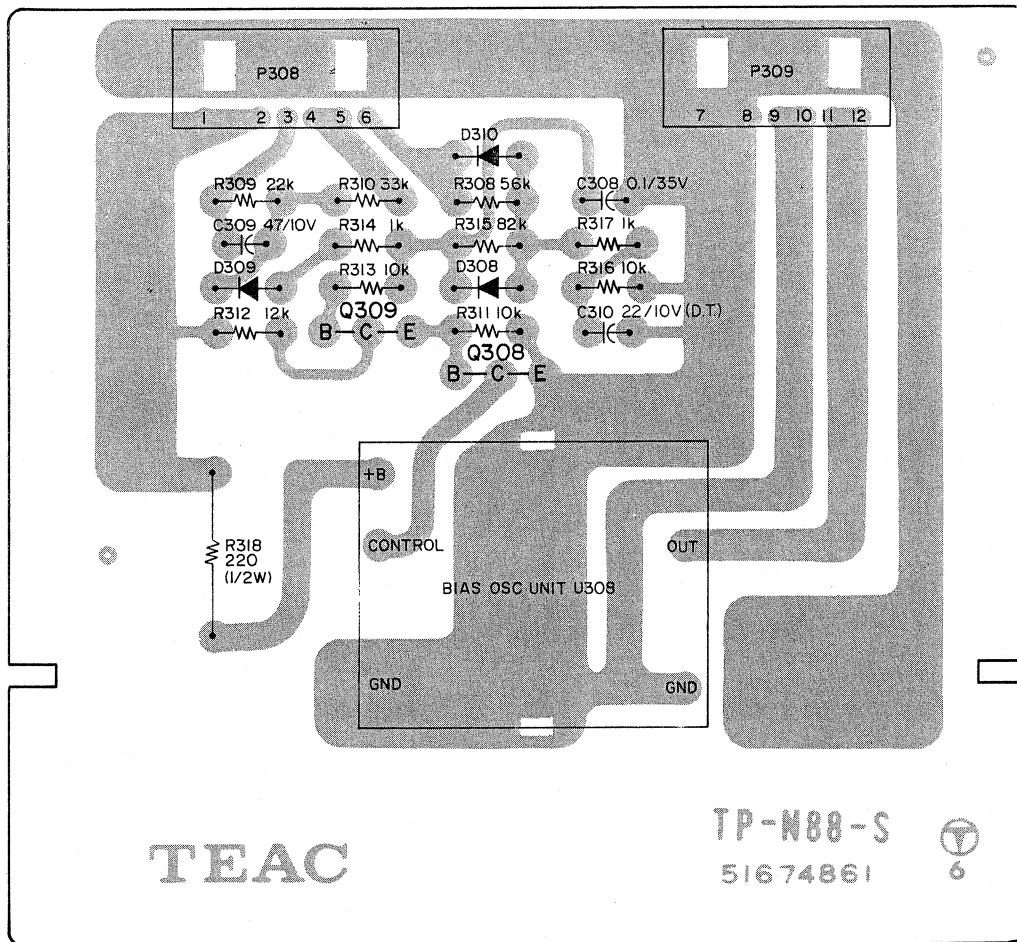 P308
P309
1 2 3 4 5 6
7 8 9 10 11 12
D310
R309 22k
R310 33k
R308 56k
C308 0.1/35V
C309 47/10V
R314 1k
R315 82k
R317 1k
D309
R313 10k
D308
R316 10k
R312 12k
Q309
R311 10k
C310 22/10V (D.T.)
B C E
Q308
B C E
+B
CONTROL
OUT
R318
220
(1/2W)
BIAS OSC UNIT U308
GND
GND
TP-N88-S
TEAC
51674861
6